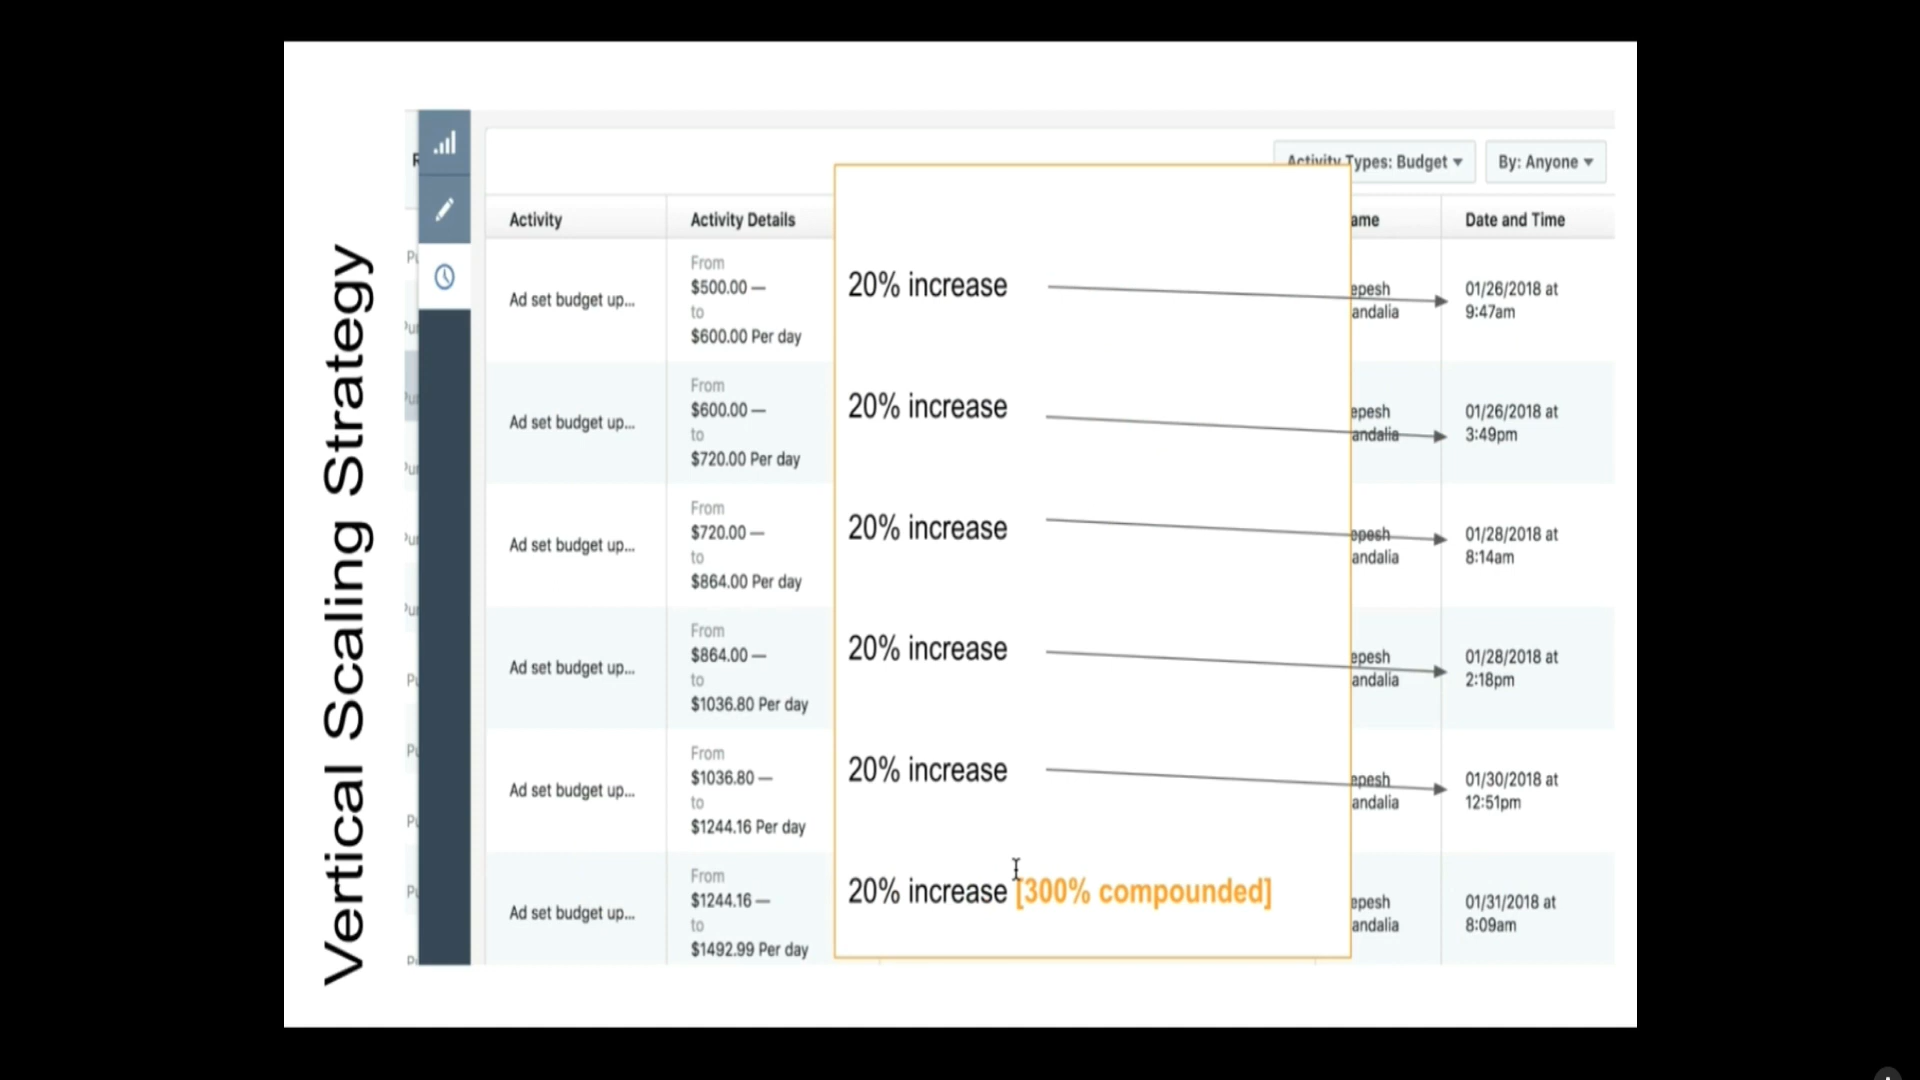 Vertical Scaling Strategy
Activity Types: Budget
By: Anyone
Activity
Activity Details
ame
Date and Time
Ad set budget up...
From
$500.00 —
to
$600.00 Per day
20% increase
epesh
andalia
01/26/2018 at
9:47am
Ad set budget up...
From
$600.00 —
to
$720.00 Per day
20% increase
epesh
andalia
01/26/2018 at
3:49pm
Ad set budget up...
From
$720.00 —
to
$864.00 Per day
20% increase
epesh
andalia
01/28/2018 at
8:14am
Ad set budget up...
From
$864.00 —
to
$1036.80 Per day
20% increase
epesh
andalia
01/28/2018 at
2:18pm
Ad set budget up...
From
$1036.80 —
to
$1244.16 Per day
20% increase
epesh
andalia
01/30/2018 at
12:51pm
Ad set budget up...
From
$1244.16 —
to
$1492.99 Per day
20% increase [300% compounded]
epesh
andalia
01/31/2018 at
8:09am